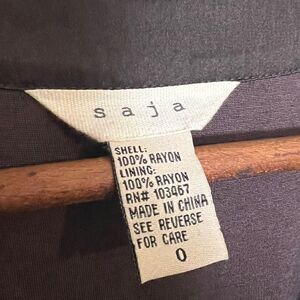 saja
SHELL:
100% RAYON
LINING:
100% RAYON
RN# 103467
MADE IN CHINA
SEE REVERSE
FOR CARE
0